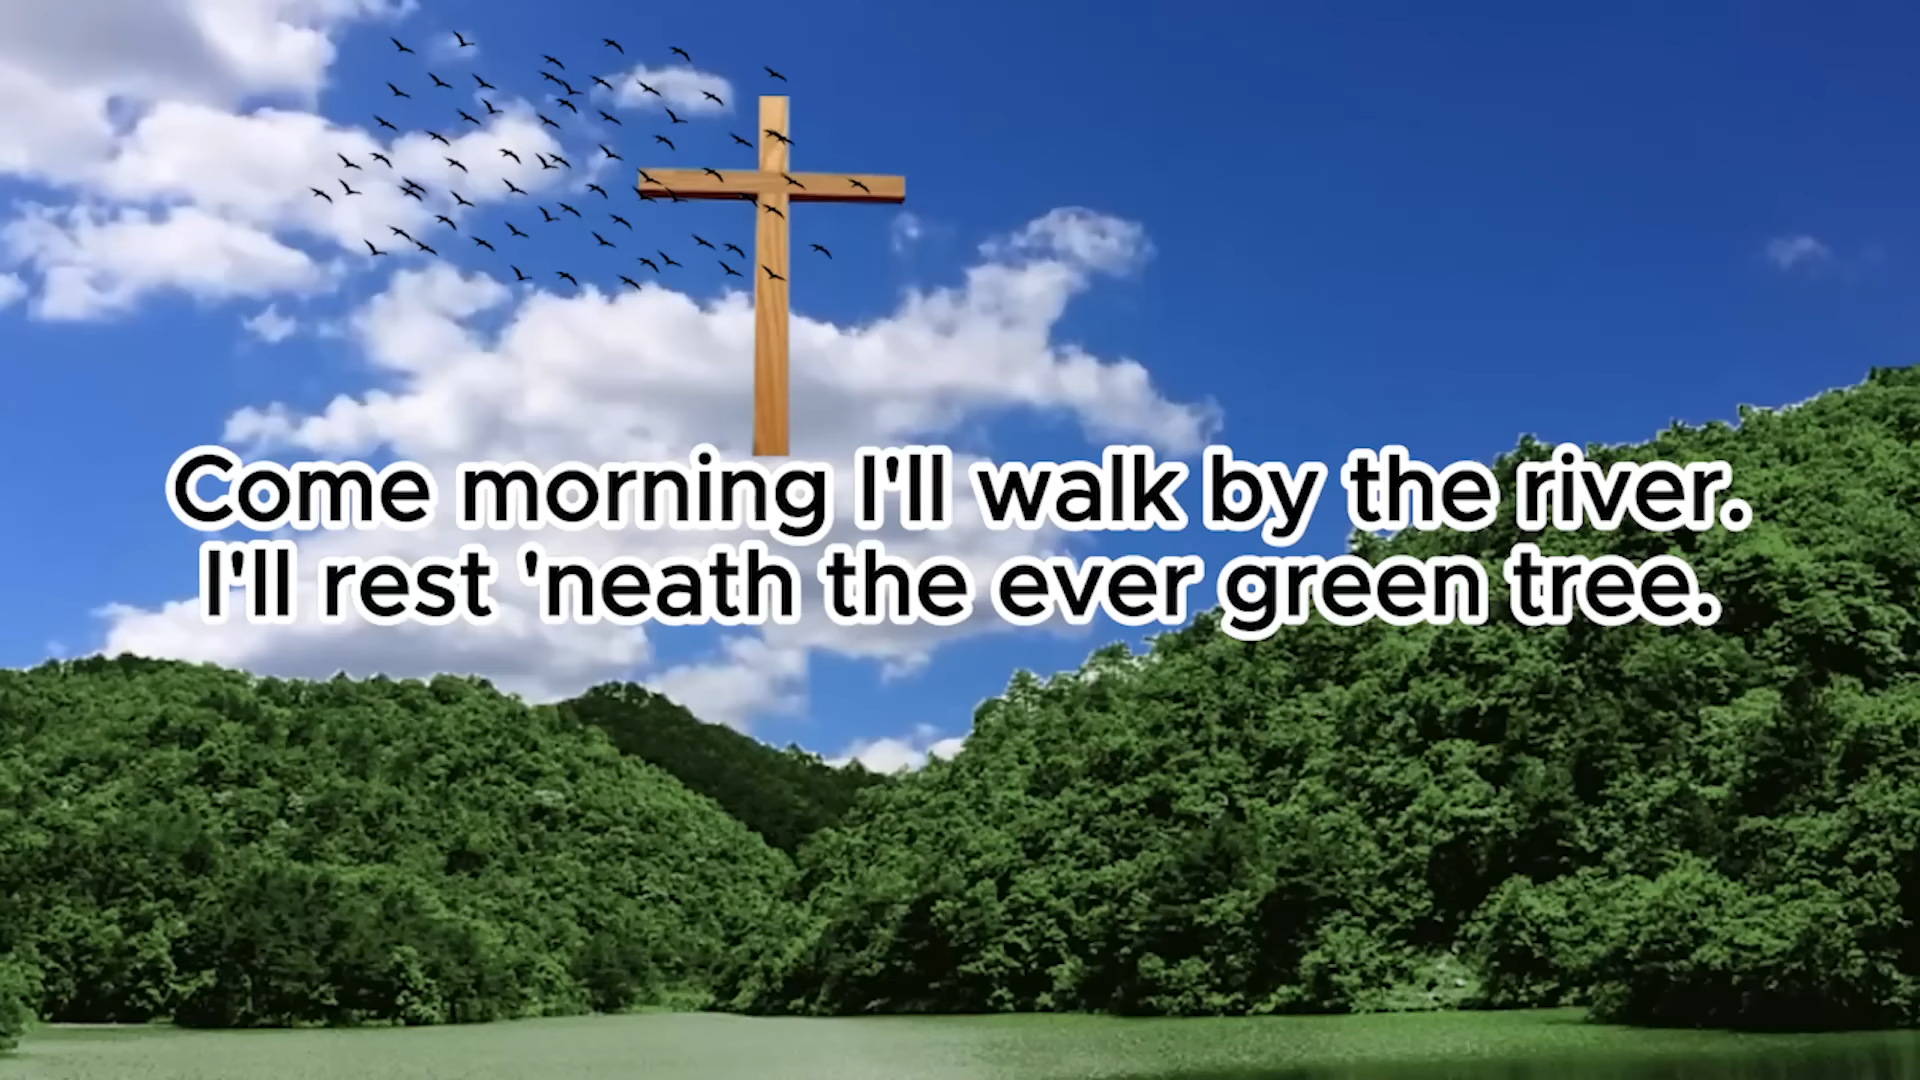 Come morning I'll walk by the river.
I'll rest 'neath the ever green tree.